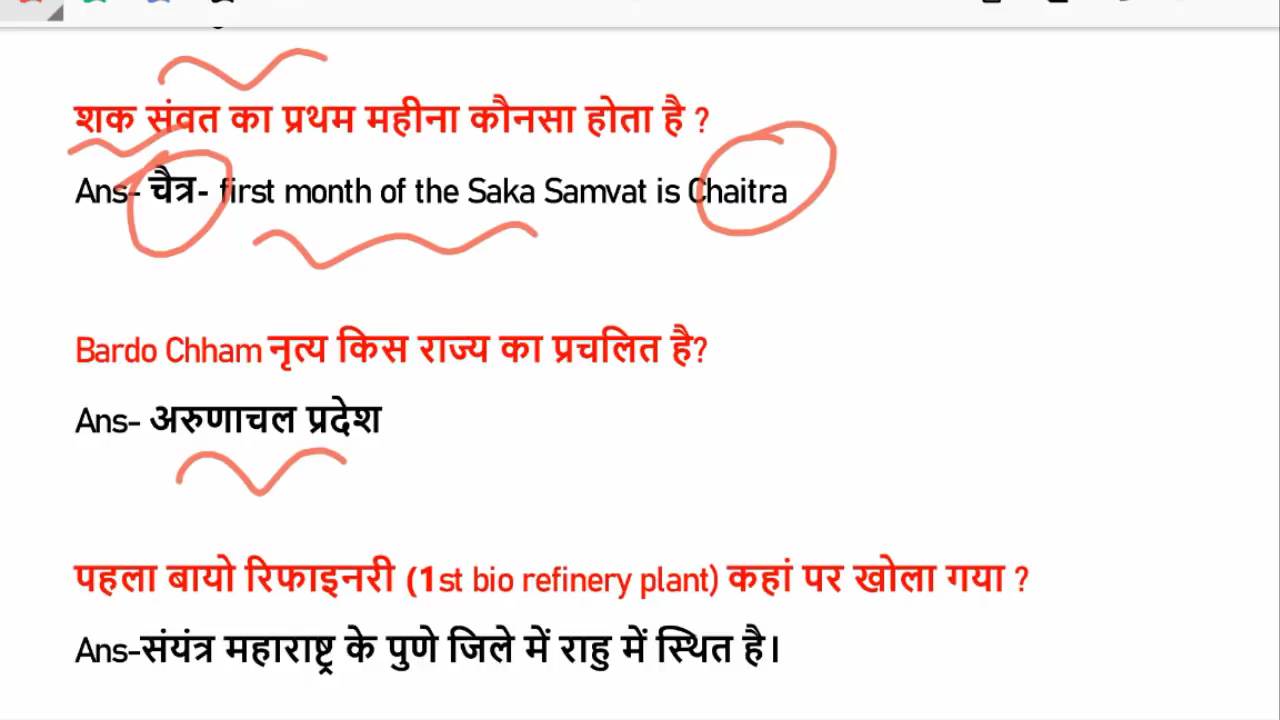 शक संवत का प्रथम महीना कौनसा होता है ?
Ans- चैत्र- first month of the Saka Samvat is Chaitra
Bardo Chham नृत्य किस राज्य का प्रचलित है?
Ans- अरुणाचल प्रदेश
पहला बायो रिफाइनरी (1st bio refinery plant) कहां पर खोला गया ?
Ans-संयंत्र महाराष्ट्र के पुणे जिले में राहु में स्थित है।